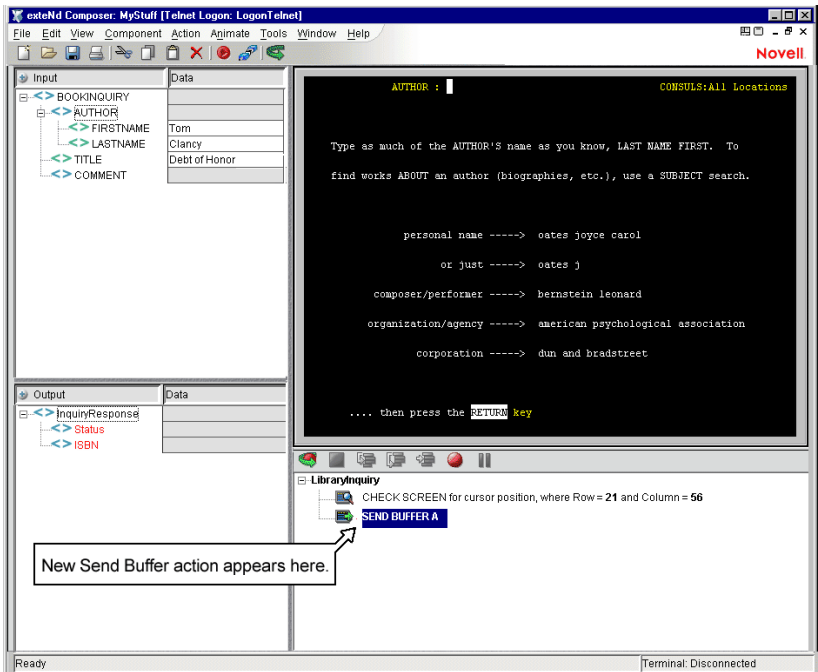 exteNd Composer: MyStuff [Telnet Logon: LogonTelnet]
File Edit View Component Action Animate Tools Window Help
Novell.
Input Data
BOOKINQUIRY
AUTHOR
FIRSTNAME Tom
LASTNAME Clancy
TITLE Debt of Honor
COMMENT
AUTHOR : CONSULS:All Locations
Type as much of the AUTHOR'S name as you know, LAST NAME FIRST. To
find works ABOUT an author (biographies, etc.), use a SUBJECT search.
personal name -----> oates joyce carol
or just -----> oates j
composer/performer -----> bernstein leonard
organization/agency -----> american psychological association
corporation -----> dun and bradstreet
.... then press the RETURN key
Output Data
InquiryResponse
Status
ISBN
LibraryInquiry
CHECK SCREEN for cursor position, where Row = 21 and Column = 56
SEND BUFFER A
New Send Buffer action appears here.
Ready Terminal: Disconnected